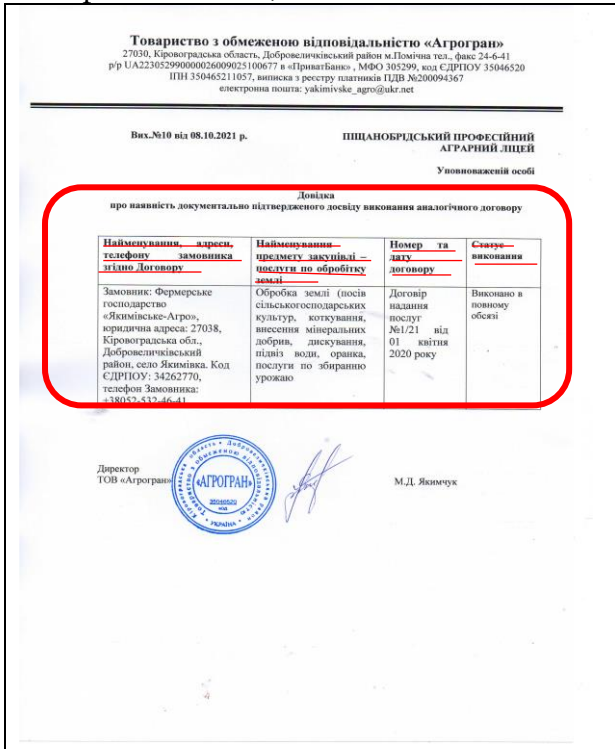 Товариство з обмеженою відповідальністю «Агрогран»
27030, Кіровоградська область, Добровеличківський район м.Помічна тел., факс 24-6-41
р/р UA223052990000026009025100677 в «ПриватБанк» , МФО 305299, код ЄДРПОУ 35046520
ІПН 350465211057, виписка з реєстру платників ПДВ №200094367
електронна пошта: yakimivske_agro@ukr.net
Вих.№10 від 08.10.2021 р.
ПІЩАНОБРІДСЬКИЙ ПРОФЕСІЙНИЙ
АГРАРНИЙ ЛІЦЕЙ
Уповноваженій особі
Довідка
про наявність документально підтвердженого досвіду виконання аналогічного договору
Найменування, адреси,
телефону замовника
згідно Договору
Найменування
предмету закупівлі –
послуги по обробітку
землі
Номер та
дату
договору
Статус
виконання
Замовник: Фермерське
господарство
«Якимівське-Агро»,
юридична адреса: 27038,
Кіровоградська обл.,
Добровеличківський
район, село Якимівка. Код
ЄДРПОУ: 34262770,
телефон Замовника:
+38052-532-46-41
Обробка землі (посів
сільськогосподарських
культур, коткування,
внесення мінеральних
добрив, дискування,
підвіз води, оранка,
послуги по збиранню
урожаю
Договір
надання
послуг
№1/21 від
01 квітня
2020 року
Виконано в
повному
обсязі
Директор
ТОВ «Агрогран»
М.Д. Якимчук
«АГРОГРАН»
35046520
код
УКРАЇНА